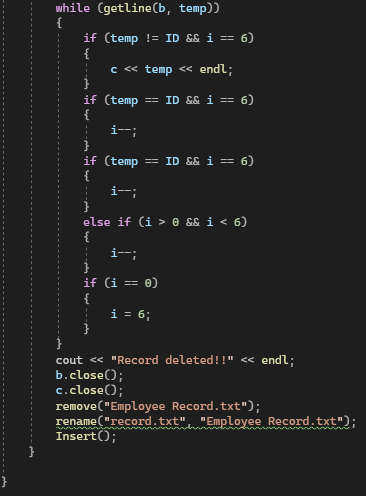 while (getline(b, temp))
{
if (temp != ID && i == 6)
{
c << temp << endl;
}
if (temp == ID && i == 6)
{
i--;
}
if (temp == ID && i == 6)
{
i--;
}
else if (i > 0 && i < 6)
{
i--;
}
if (i == 0)
{
i = 6;
}
}
cout << "Record deleted!!" << endl;
b.close();
c.close();
remove("Employee Record.txt");
rename("record.txt", "Employee Record.txt");
Insert();
}
}